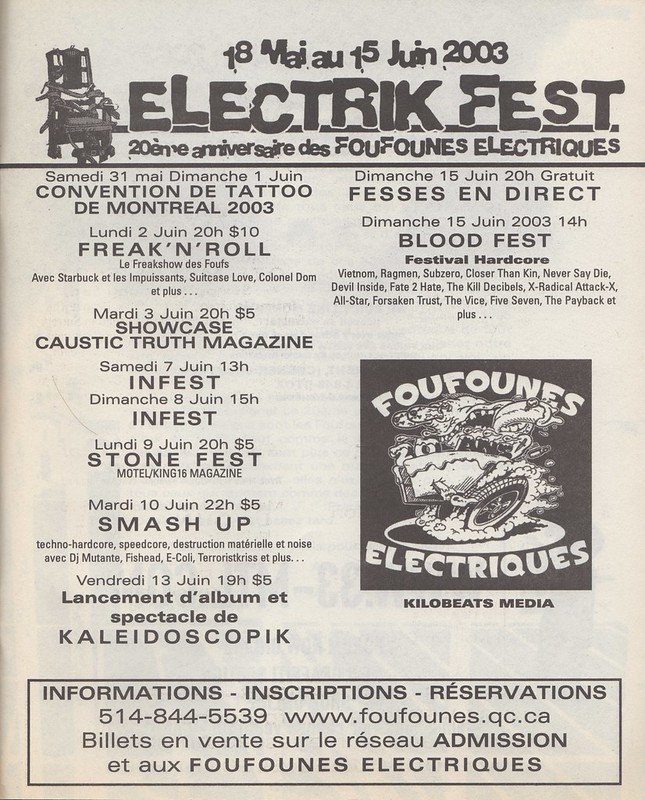 18 Mai au 15 Juin 2003
ELECTRIK FEST
20ème anniversaire des FOUFOUNES ELECTRIQUES
Samedi 31 mai Dimanche 1 Juin
CONVENTION DE TATTOO
DE MONTREAL 2003
Lundi 2 Juin 20h $10
FREAK'N'ROLL
Le Freakshow des Foufs
Avec Starbuck et les Impuissants, Suitcase Love, Colonel Dom
et plus . . .
Mardi 3 Juin 20h $5
SHOWCASE
CAUSTIC TRUTH MAGAZINE
Samedi 7 Juin 13h
INFEST
Dimanche 8 Juin 15h
INFEST
Lundi 9 Juin 20h $5
STONE FEST
MOTEL/KING16 MAGAZINE
Mardi 10 Juin 22h $5
SMASH UP
techno-hardcore, speedcore, destruction matérielle et noise
avec Dj Mutante, Fishead, E-Coli, Terroristkriss et plus. . .
Vendredi 13 Juin 19h $5
Lancement d'album et
spectacle de
KALEIDOSCOPIK
Dimanche 15 Juin 20h Gratuit
FESSES EN DIRECT
Dimanche 15 Juin 2003 14h
BLOOD FEST
Festival Hardcore
Vietnom, Ragmen, Subzero, Closer Than Kin, Never Say Die,
Devil Inside, Fate 2 Hate, The Kill Decibels, X-Radical Attack-X,
All-Star, Forsaken Trust, The Vice, Five Seven, The Payback et
plus . . .
FOUFOUNES
20 ANS
ELECTRIQUES
KILOBEATS MEDIA
INFORMATIONS - INSCRIPTIONS - RÉSERVATIONS
514-844-5539 www.foufounes.qc.ca
Billets en vente sur le réseau ADMISSION
et aux FOUFOUNES ELECTRIQUES